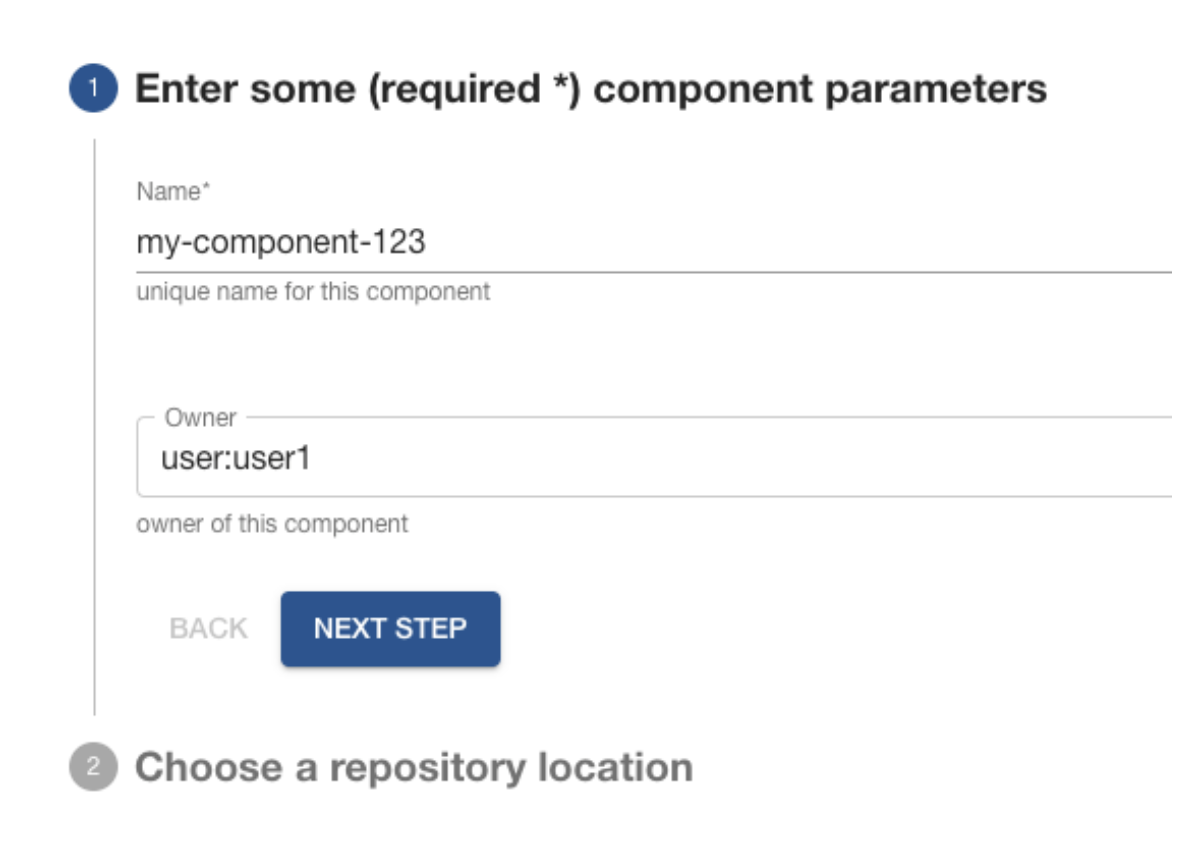 1 Enter some (required *) component parameters
Name*
my-component-123
unique name for this component
Owner
user:user1
owner of this component
BACK NEXT STEP
2 Choose a repository location